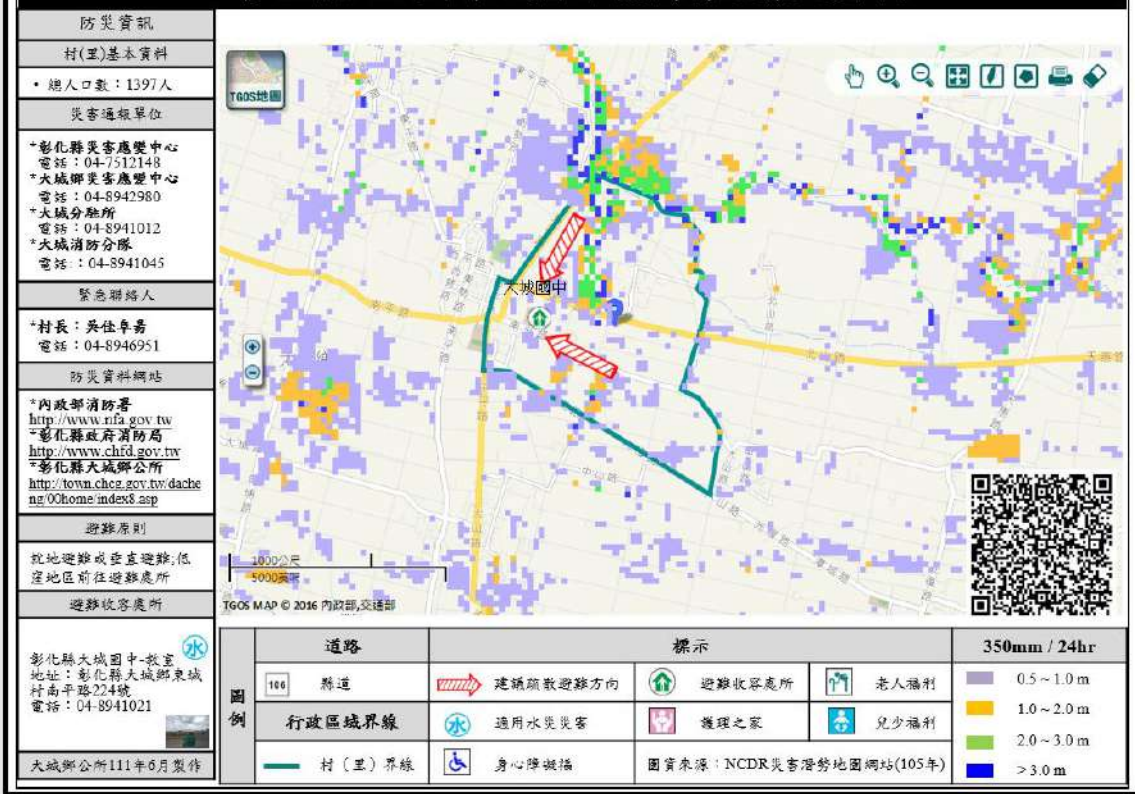 防災資訊
村(里)基本資料
• 總人口數：1397人
災害通報單位
*彰化縣災害應變中心
電話：04-7512148
*大城鄉災害應變中心
電話：04-8942980
*大城分駐所
電話：04-8941012
*大城消防分隊
電話：：04-8941045
緊急聯絡人
*村長：吳佳
電話：04-8946951
防災資料網站
*內政部消防署
http://www.nfa.gov.tw
*彰化縣政府消防局
http://www.chfd.gov.tw
*彰化縣大城鄉公所
http://town.chcg.gov.tw/dache
ng/00home/index8.asp
避難原則
就地避難或垂直避難;低
窪地區前往避難處所
避難收容處所
水
彰化縣大城國中-教室
地址：彰化縣大城鄉東城
村南平路224號
電話：04-8941021
大城鄉公所111年6月製作
TGOS地圖
大城國中
南平路
中山路
1000公尺
5000英呎
TGOS MAP © 2016 內政部,交通部
圖例
道路
標示
350mm / 24hr
106
縣道
建議疏散避難方向
避難收容處所
老人福利
0.5 ~ 1.0 m
行政區域界線
水
適用水災災害
護理之家
兒少福利
1.0 ~ 2.0 m
2.0 ~ 3.0 m
村（里）界線
身心障礙福
圖資來源：NCDR災害潛勢地圖網站(105年)
> 3.0 m